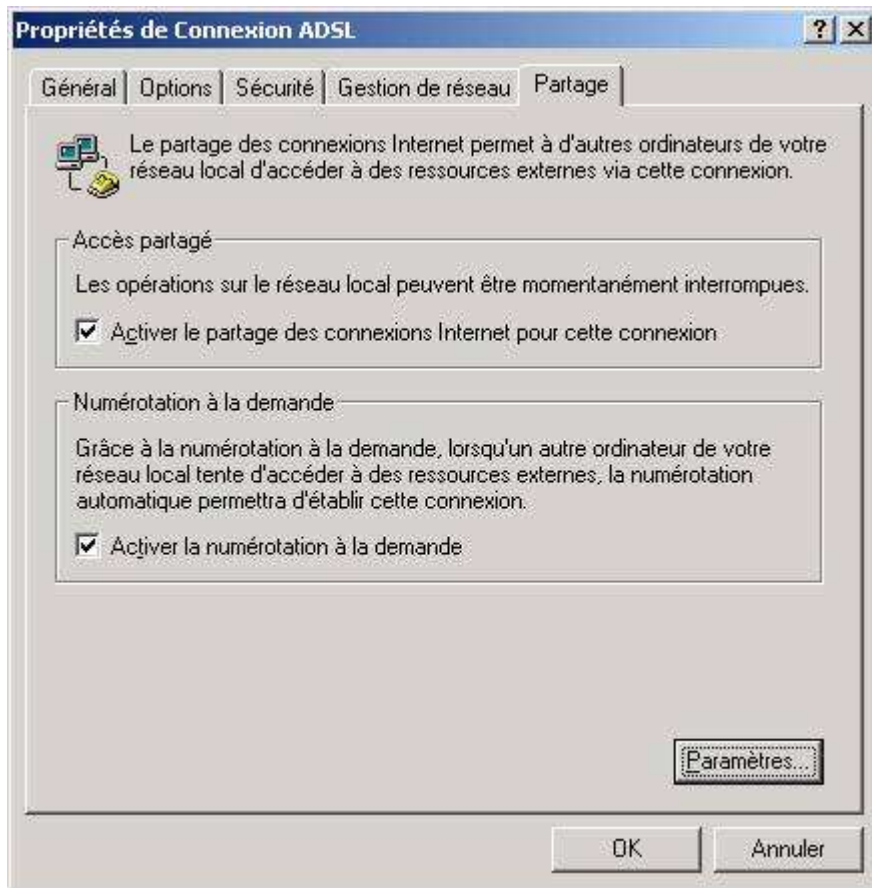 Propriétés de Connexion ADSL
Général Options Sécurité Gestion de réseau Partage
Le partage des connexions Internet permet à d'autres ordinateurs de votre
réseau local d'accéder à des ressources externes via cette connexion.
Accès partagé
Les opérations sur le réseau local peuvent être momentanément interrompues.
Activer le partage des connexions Internet pour cette connexion
Numérotation à la demande
Grâce à la numérotation à la demande, lorsqu'un autre ordinateur de votre
réseau local tente d'accéder à des ressources externes, la numérotation
automatique permettra d'établir cette connexion.
Activer la numérotation à la demande
Paramètres...
OK Annuler